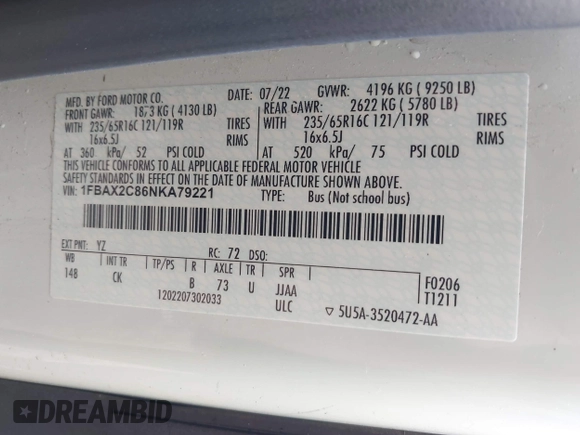 MFD. BY FORD MOTOR CO. DATE: 07/22 GVWR: 4196 KG ( 9250 LB)
FRONT GAWR: 1873 KG ( 4130 LB) REAR GAWR: 2622 KG ( 5780 LB)
WITH 235/65R16C 121/119R TIRES WITH 235/65R16C 121/119R TIRES
16x6.5J RIMS 16x6.5J RIMS
AT 360 kPa/ 52 PSI COLD AT 520 kPa/ 75 PSI COLD
THIS VEHICLE CONFORMS TO ALL APPLICABLE FEDERAL MOTOR VEHICLE
SAFETY STANDARDS IN EFFECT ON THE DATE OF MANUFACTURE SHOWN ABOVE.
VIN: 1FBAX2C86NKA79221 TYPE: Bus (Not school bus)
EXT PNT: YZ RC: 72 DSO:
WB INT TR TP/PS R AXLE TR SPR F0206
148 CK B 73 U JJAA T1211
1202207302033 ULC ▽ 5U5A-3520472-AA
DREAMBID